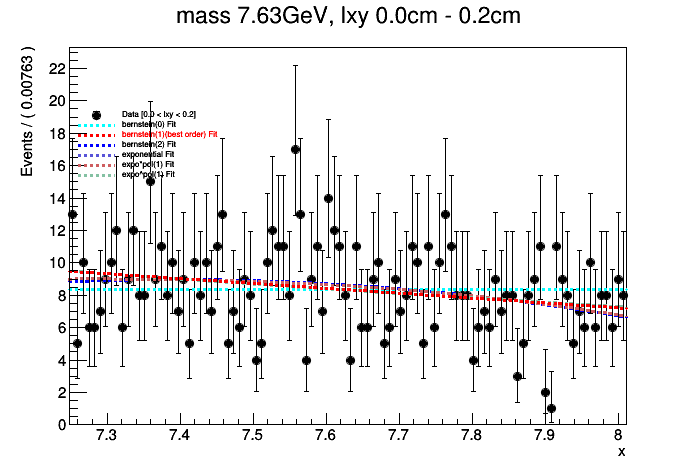 mass 7.63GeV, lxy 0.0cm - 0.2cm
Events / ( 0.00763 )
22
20
18
16
14
12
10
8
6
4
2
0
Data [0.0 < lxy < 0.2]
bernstein(0) Fit
bernstein(1)(best order) Fit
bernstein(2) Fit
exponential Fit
expo*pol(1) Fit
expo^pol(1) Fit
7.3 7.4 7.5 7.6 7.7 7.8 7.9 8
x